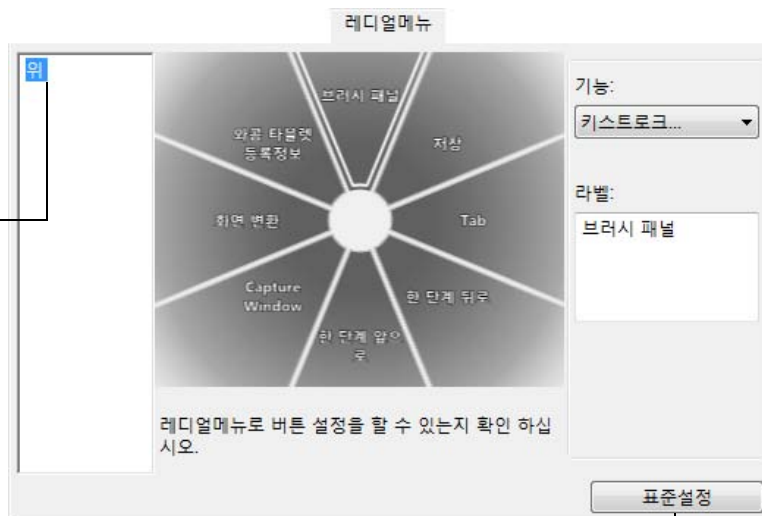 레디얼메뉴
위
브러시 패널
저장
Tab
한 단계 뒤로
한 단계 앞으
로
Capture
Window
화면 변환
와콤 타블렛
등록정보
기능:
키스트로크...
라벨:
브러시 패널
레디얼메뉴로 버튼 설정을 할 수 있는지 확인 하십
시오.
표준설정